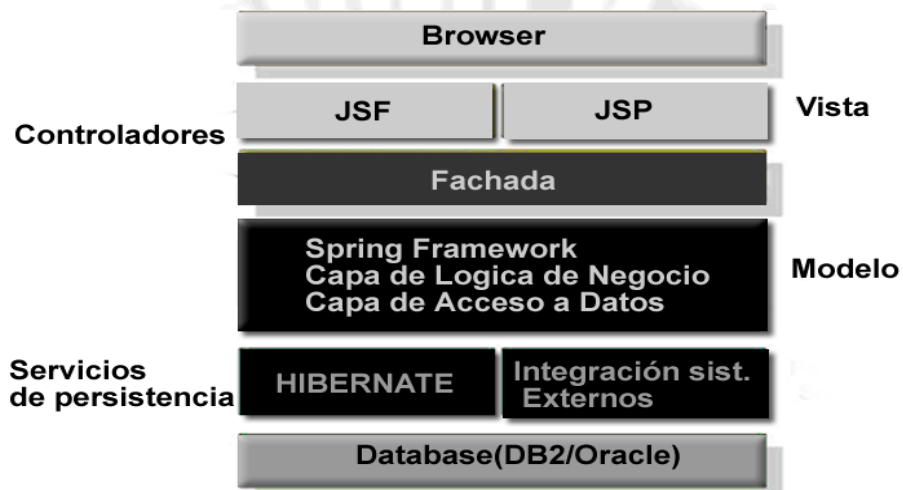 Browser
JSF
JSP
Vista
Controladores
Fachada
Spring Framework
Capa de Logica de Negocio
Capa de Acceso a Datos
Modelo
Servicios
de persistencia
HIBERNATE
Integración sist.
Externos
Database(DB2/Oracle)